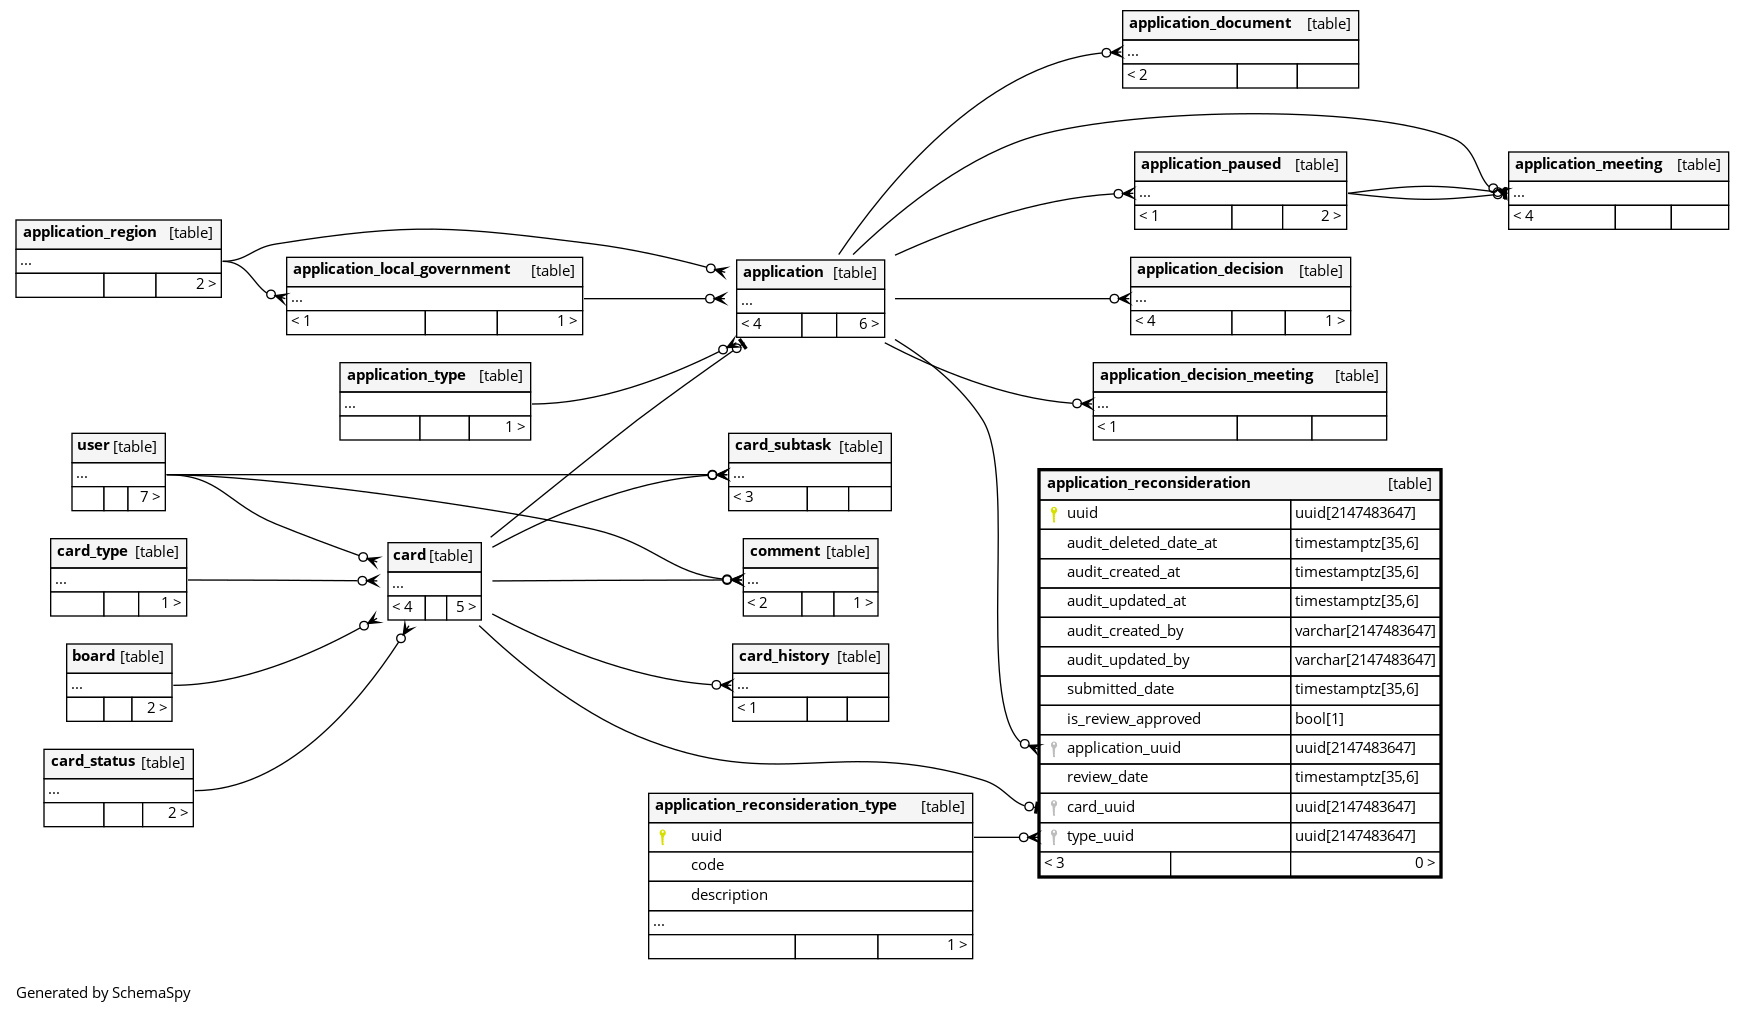 application_document [table]
...
< 2
application_paused [table]
...
< 1 2 >
application_meeting [table]
...
< 4
application_region [table]
...
2 >
application_local_government [table]
...
< 1 1 >
application [table]
...
< 4 6 >
application_decision [table]
...
< 4 1 >
application_type [table]
...
1 >
application_decision_meeting [table]
...
< 1
user [table]
...
7 >
card_subtask [table]
...
< 3
card_type [table]
...
1 >
card [table]
...
< 4 5 >
comment [table]
...
< 2 1 >
board [table]
...
2 >
card_history [table]
...
< 1
card_status [table]
...
2 >
application_reconsideration [table]
uuid uuid[2147483647]
audit_deleted_date_at timestamptz[35,6]
audit_created_at timestamptz[35,6]
audit_updated_at timestamptz[35,6]
audit_created_by varchar[2147483647]
audit_updated_by varchar[2147483647]
submitted_date timestamptz[35,6]
is_review_approved bool[1]
application_uuid uuid[2147483647]
review_date timestamptz[35,6]
card_uuid uuid[2147483647]
type_uuid uuid[2147483647]
< 3 0 >
application_reconsideration_type [table]
uuid
code
description
...
1 >
Generated by SchemaSpy